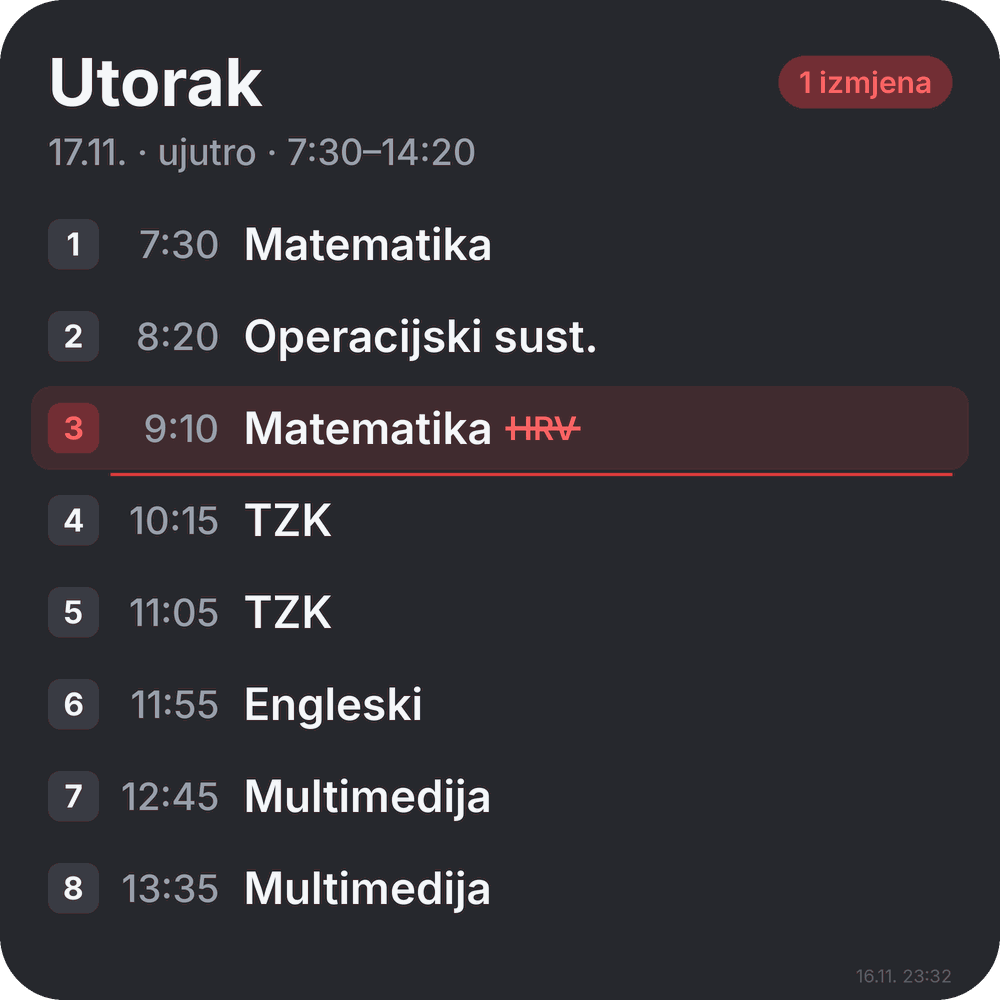 Utorak
1 izmjena
17.11. · ujutro · 7:30–14:20
1 7:30 Matematika
2 8:20 Operacijski sust.
3 9:10 Matematika HRV
4 10:15 TZK
5 11:05 TZK
6 11:55 Engleski
7 12:45 Multimedija
8 13:35 Multimedija
16.11. 23:32